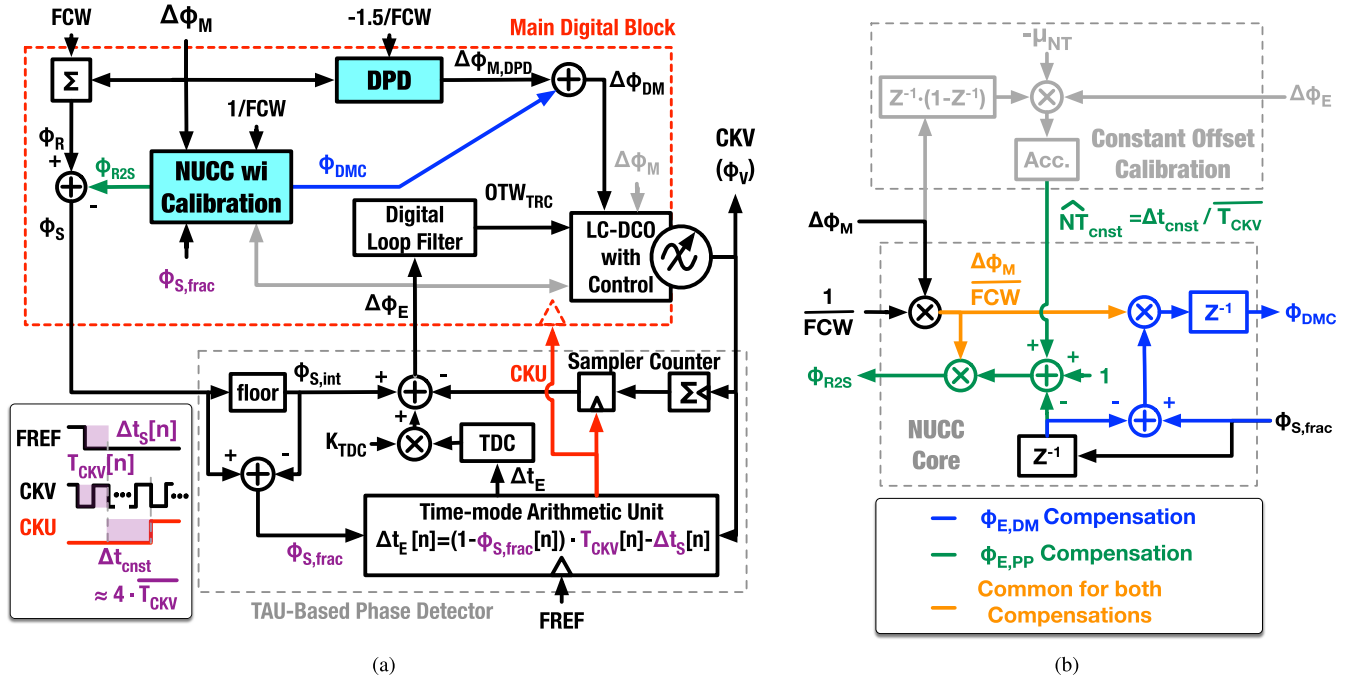 FCW
ΔΦM
-1.5/FCW
Main Digital Block
Σ
DPD
ΔΦM,DPD
ΔΦDM
1/FCW
ΦR
+
ΦR2S
NUCC wi
Calibration
ΦDMC
ΔΦM
CKV
(ΦV)
-
ΦS
Digital
Loop Filter
OTWTRC
LC-DCO
with
Control
ΦS,frac
ΔΦE
CKU
Sampler Counter
floor
ΦS,int
+
-
+
Σ
KTDC
TDC
+
-
ΔtE
Time-mode Arithmetic Unit
ΔtE[n]=(1-ΦS,frac[n])·TCKV[n]-ΔtS[n]
ΦS,frac
TAU-Based Phase Detector
FREF
FREF
ΔtS[n]
TCKV[n]
CKV
...
...
CKU
Δtcnst
≈ 4 · TCKV
(a)
-μNT
Z-1·(1-Z-1)
ΔΦE
Constant Offset
Calibration
Acc.
N̂Tcnst =Δtcnst / TCKV
ΔΦM
ΔΦM
FCW
1
FCW
Z-1
ΦDMC
+
+
1
ΦR2S
-
-
+
ΦS,frac
NUCC
Core
Z-1
ΦE,DM Compensation
ΦE,PP Compensation
Common for both
Compensations
(b)